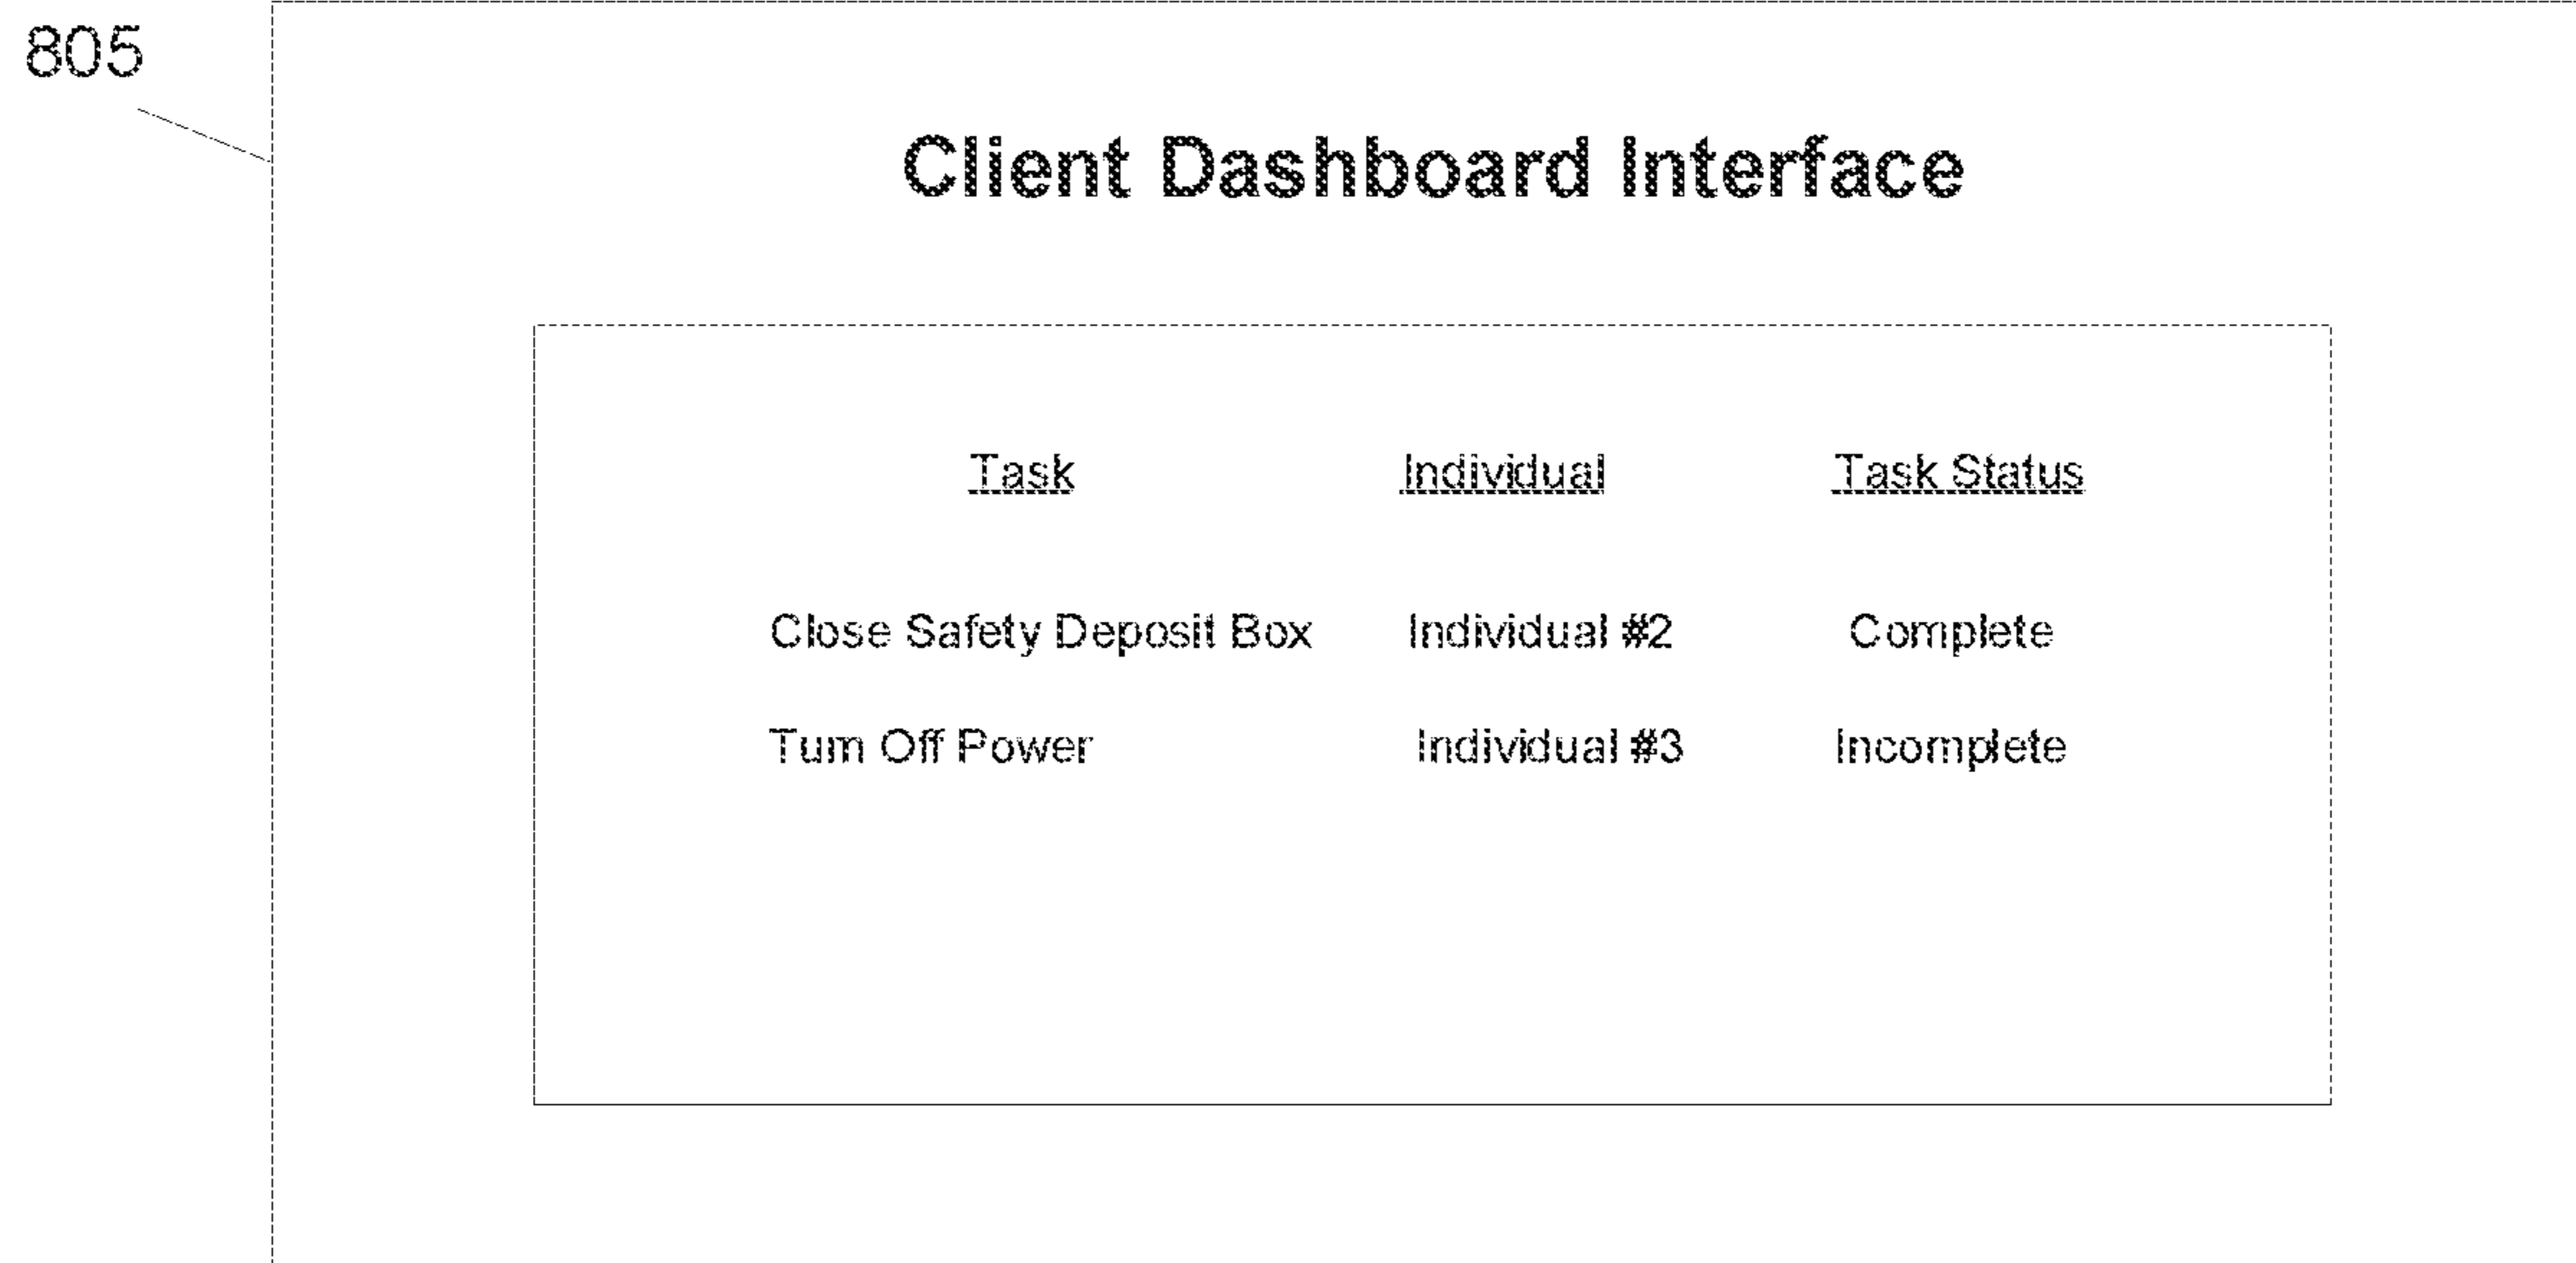 805
Client Dashboard Interface
Task Individual Task Status
Close Safety Deposit Box Individual #2 Complete
Turn Off Power Individual #3 Incomplete